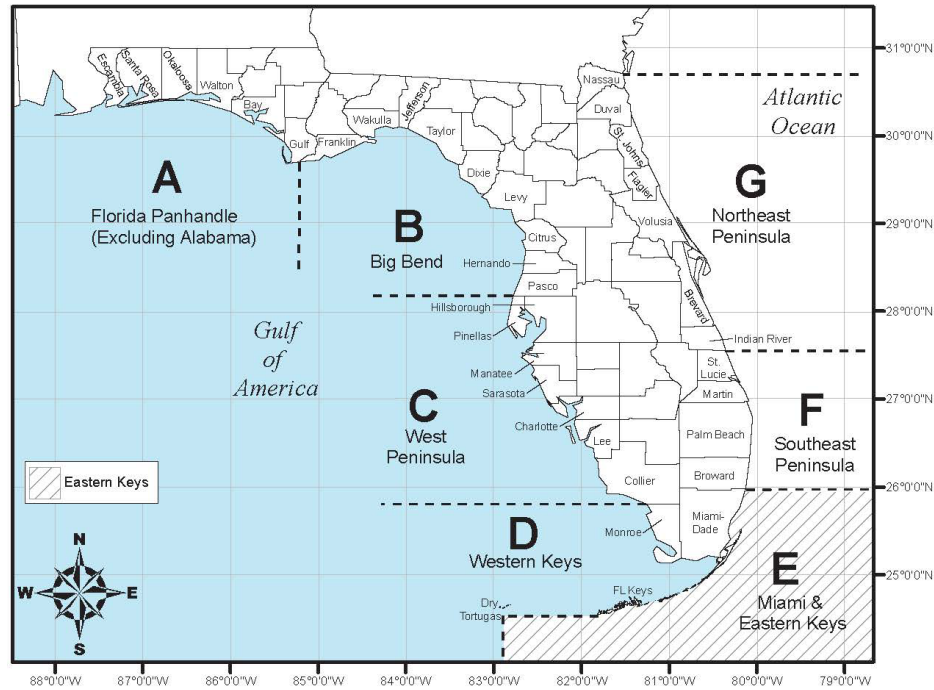 Escambia
Santa Rosa
Okaloosa
Walton
Bay
Gulf
Franklin
Wakulla
Jefferson
Taylor
Dixie
Levy
Citrus
Hernando
Pasco
Hillsborough
Pinellas
Manatee
Sarasota
Charlotte
Lee
Collier
Monroe
Nassau
Duval
St. Johns
Flagler
Volusia
Brevard
Indian River
St.
Lucie
Martin
Palm Beach
Broward
Miami-
Dade
FL Keys
Dry
Tortugas
A
Florida Panhandle
(Excluding Alabama)
B
Big Bend
C
West
Peninsula
D
Western Keys
E
Miami &
Eastern Keys
F
Southeast
Peninsula
G
Northeast
Peninsula
Atlantic
Ocean
Gulf
of
America
Eastern Keys
N
W
E
S
31°0'0"N
30°0'0"N
29°0'0"N
28°0'0"N
27°0'0"N
26°0'0"N
25°0'0"N
88°0'0"W
87°0'0"W
86°0'0"W
85°0'0"W
84°0'0"W
83°0'0"W
82°0'0"W
81°0'0"W
80°0'0"W
79°0'0"W